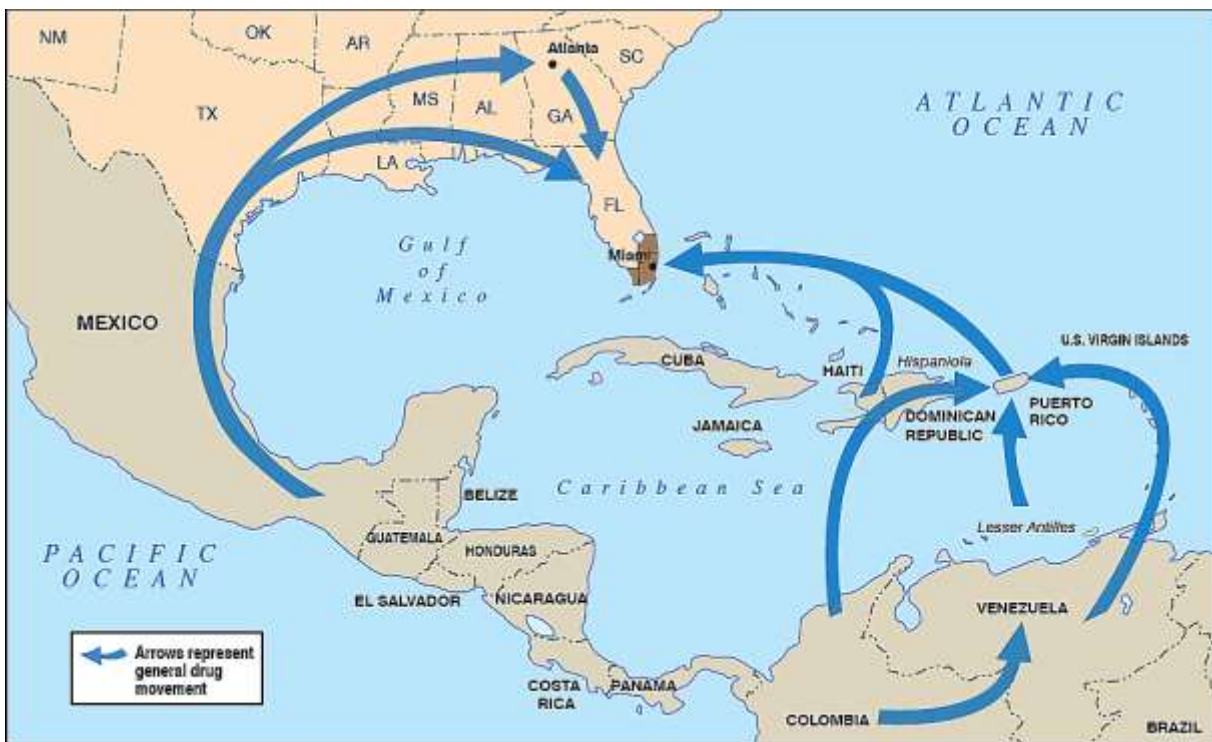 NM
OK
AR
Atlanta
SC
TX
MS
AL
GA
LA
FL
ATLANTIC
OCEAN
Gulf
of
Mexico
Miami
MEXICO
CUBA
HAITI
Hispaniola
U.S. VIRGIN ISLANDS
JAMAICA
DOMINICAN
REPUBLIC
PUERTO
RICO
BELIZE
Caribbean Sea
GUATEMALA
HONDURAS
Lesser Antilles
PACIFIC
OCEAN
EL SALVADOR
NICARAGUA
VENEZUELA
Arrows represent
general drug
movement
COSTA
RICA
PANAMA
COLOMBIA
BRAZIL